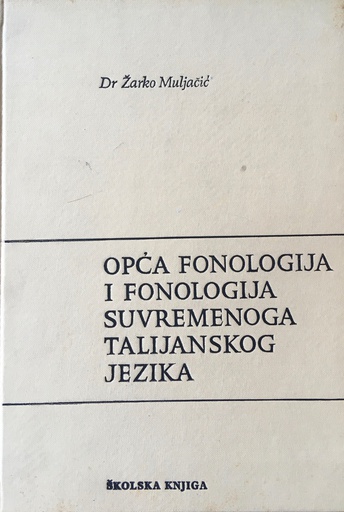 Dr Žarko Muljačić
OPĆA FONOLOGIJA
I FONOLOGIJA
SUVREMENOGA
TALIJANSKOG
JEZIKA
ŠKOLSKA KNJIGA